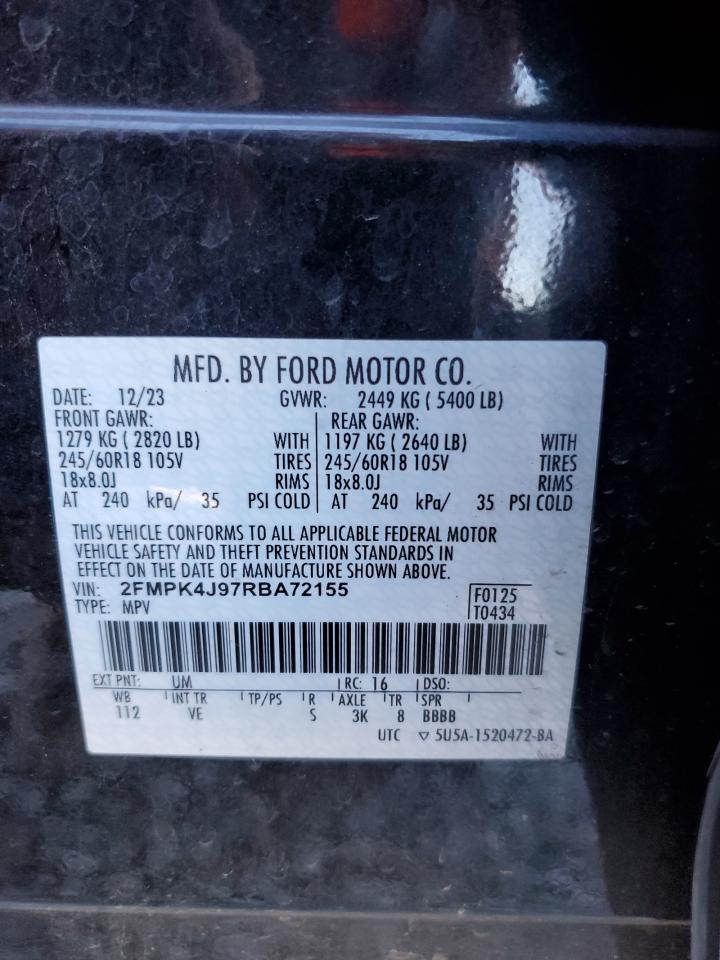 MFD. BY FORD MOTOR CO.
DATE: 12/23 GVWR: 2449 KG ( 5400 LB)
FRONT GAWR: REAR GAWR:
1279 KG ( 2820 LB) WITH 1197 KG ( 2640 LB) WITH
245/60R18 105V TIRES 245/60R18 105V TIRES
18x8.0J RIMS 18x8.0J RIMS
AT 240 kPa/ 35 PSI COLD AT 240 kPa/ 35 PSI COLD
THIS VEHICLE CONFORMS TO ALL APPLICABLE FEDERAL MOTOR
VEHICLE SAFETY AND THEFT PREVENTION STANDARDS IN
EFFECT ON THE DATE OF MANUFACTURE SHOWN ABOVE.
VIN: 2FMPK4J97RBA72155 F0125
TYPE: MPV T0434
EXT PNT: UM RC: 16 DSO:
WB INT TR TP/PS R AXLE TR SPR
112 VE S 3K 8 BBBB
UTC ▽ 5U5A-1520472-BA